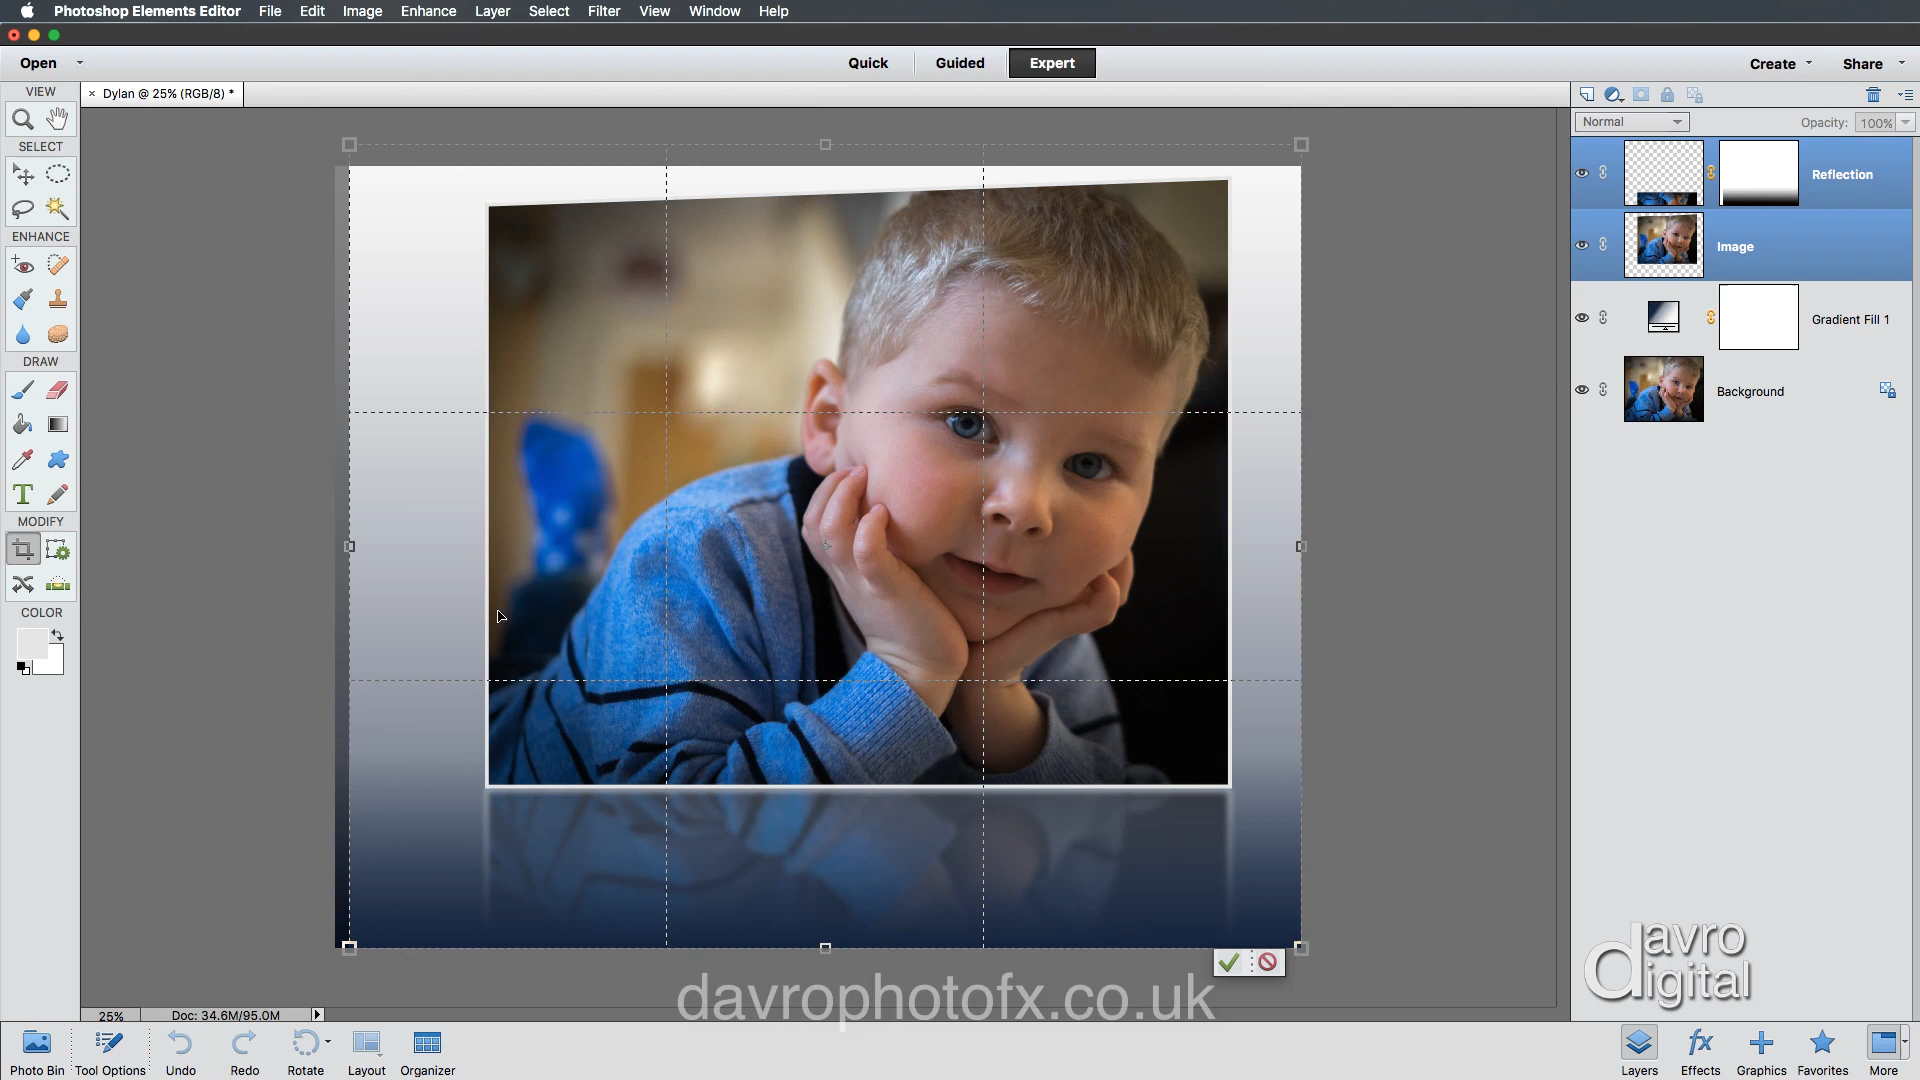 Photoshop Elements Editor File Edit Image Enhance Layer Select Filter View Window Help
Open Quick Guided Expert Create Share
VIEW
× Dylan @ 25% (RGB/8) *
Normal Opacity: 100%
SELECT
Reflection
ENHANCE
Image
Gradient Fill 1
DRAW
Background
T
MODIFY
COLOR
davro
digital
davrophotofx.co.uk
25% Doc: 34.6M/95.0M
fx
Photo Bin Tool Options Undo Redo Rotate Layout Organizer Layers Effects Graphics Favorites More